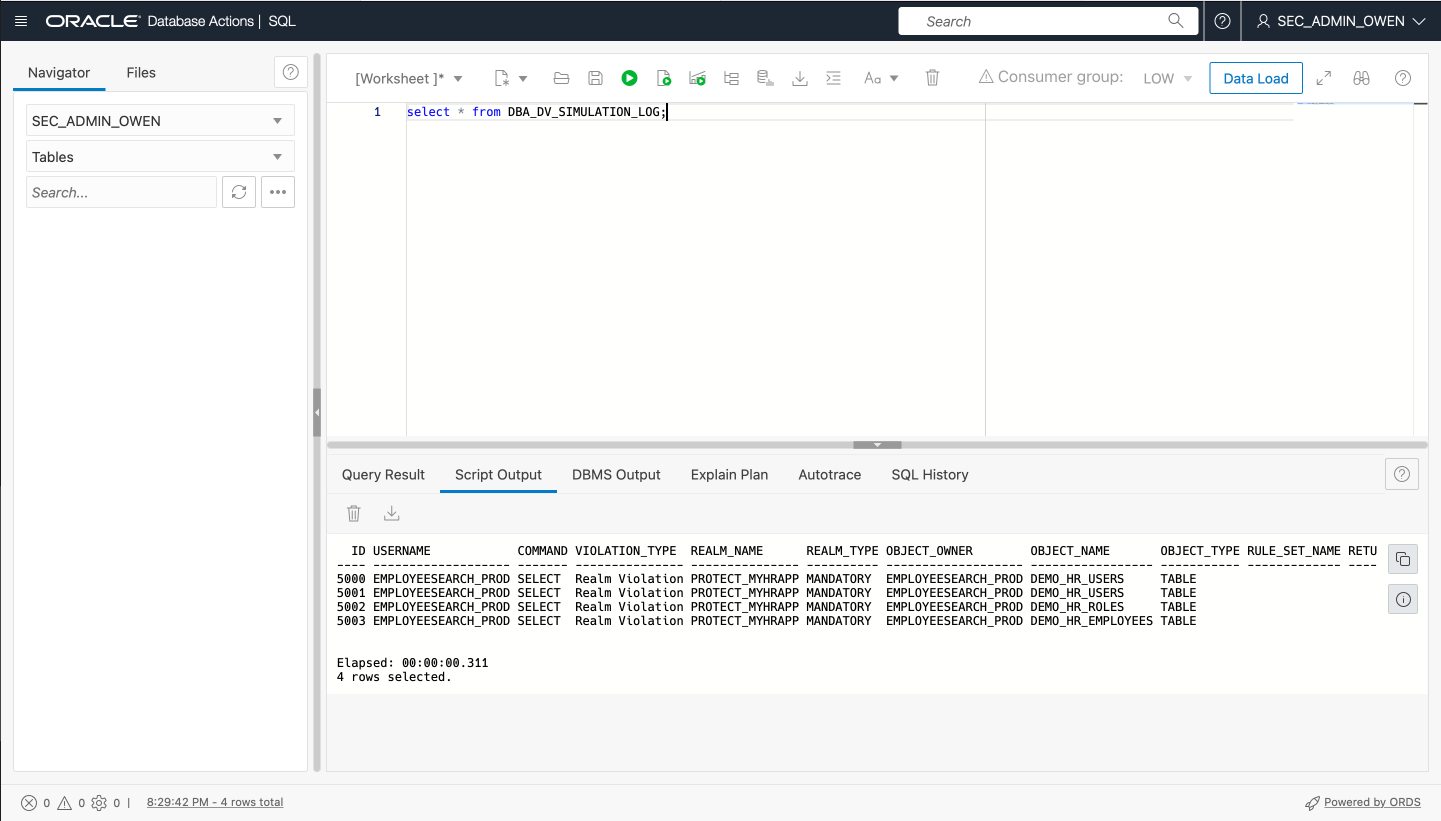 ORACLE Database Actions | SQL
Search
SEC_ADMIN_OWEN
Navigator
Files
SEC_ADMIN_OWEN
Tables
Search...
[Worksheet ]*
Aa
Consumer group:
LOW
Data Load
1 select * from DBA_DV_SIMULATION_LOG;
Query Result
Script Output
DBMS Output
Explain Plan
Autotrace
SQL History
ID USERNAME COMMAND VIOLATION_TYPE REALM_NAME REALM_TYPE OBJECT_OWNER OBJECT_NAME OBJECT_TYPE RULE_SET_NAME RETU
---- ------------------- ------- --------------- --------------- ---------- ------------------- ----------------- ----------- ------------- ----
5000 EMPLOYEESEARCH_PROD SELECT Realm Violation PROTECT_MYHRAPP MANDATORY EMPLOYEESEARCH_PROD DEMO_HR_USERS TABLE
5001 EMPLOYEESEARCH_PROD SELECT Realm Violation PROTECT_MYHRAPP MANDATORY EMPLOYEESEARCH_PROD DEMO_HR_USERS TABLE
5002 EMPLOYEESEARCH_PROD SELECT Realm Violation PROTECT_MYHRAPP MANDATORY EMPLOYEESEARCH_PROD DEMO_HR_ROLES TABLE
5003 EMPLOYEESEARCH_PROD SELECT Realm Violation PROTECT_MYHRAPP MANDATORY EMPLOYEESEARCH_PROD DEMO_HR_EMPLOYEES TABLE
Elapsed: 00:00:00.311
4 rows selected.
0 0 0 | 8:29:42 PM - 4 rows total
Powered by ORDS